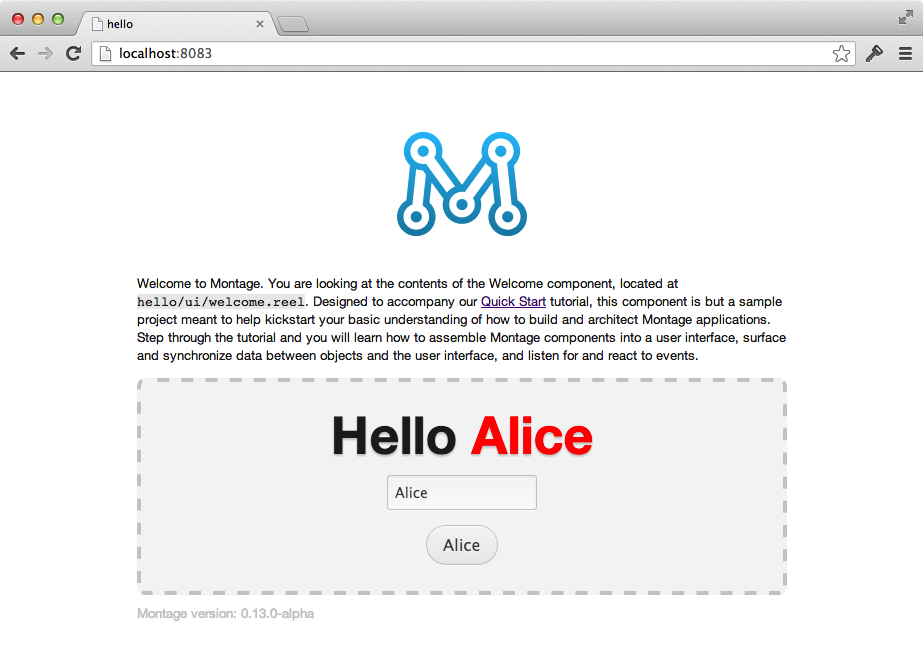 hello
localhost:8083
Welcome to Montage. You are looking at the contents of the Welcome component, located at
hello/ui/welcome.reel. Designed to accompany our Quick Start tutorial, this component is but a sample
project meant to help kickstart your basic understanding of how to build and architect Montage applications.
Step through the tutorial and you will learn how to assemble Montage components into a user interface, surface
and synchronize data between objects and the user interface, and listen for and react to events.
Hello Alice
Alice
Alice
Montage version: 0.13.0-alpha